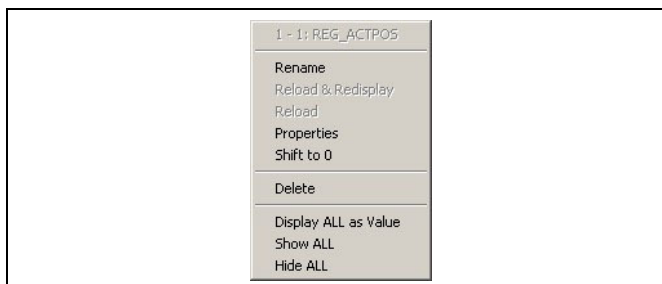 1 - 1: REG_ACTPOS
Rename
Reload & Redisplay
Reload
Properties
Shift to 0
Delete
Display ALL as Value
Show ALL
Hide ALL